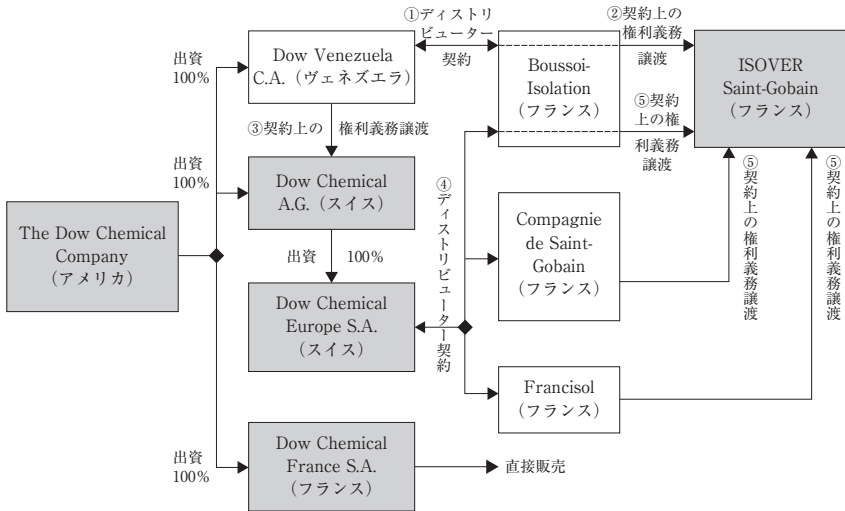 ①ディストリ
ビューター
契約
②契約上の
権利義務
譲渡
出資
100%
Dow Venezuela
C.A.（ヴェネズエラ）
Boussoi-
Isolation
（フランス）
ISOVER
Saint-Gobain
（フランス）
⑤契約
上の権
利義務
譲渡
③契約上の 権利義務譲渡
出資
100%
Dow Chemical
A.G.（スイス）
④ディストリビューター契約
⑤契約上の権利義務譲渡
⑤契約上の権利義務譲渡
The Dow Chemical
Company
（アメリカ）
Compagnie
de Saint-
Gobain
（フランス）
出資 100%
Dow Chemical
Europe S.A.
（スイス）
Francisol
（フランス）
出資
100%
Dow Chemical
France S.A.
（フランス）
直接販売